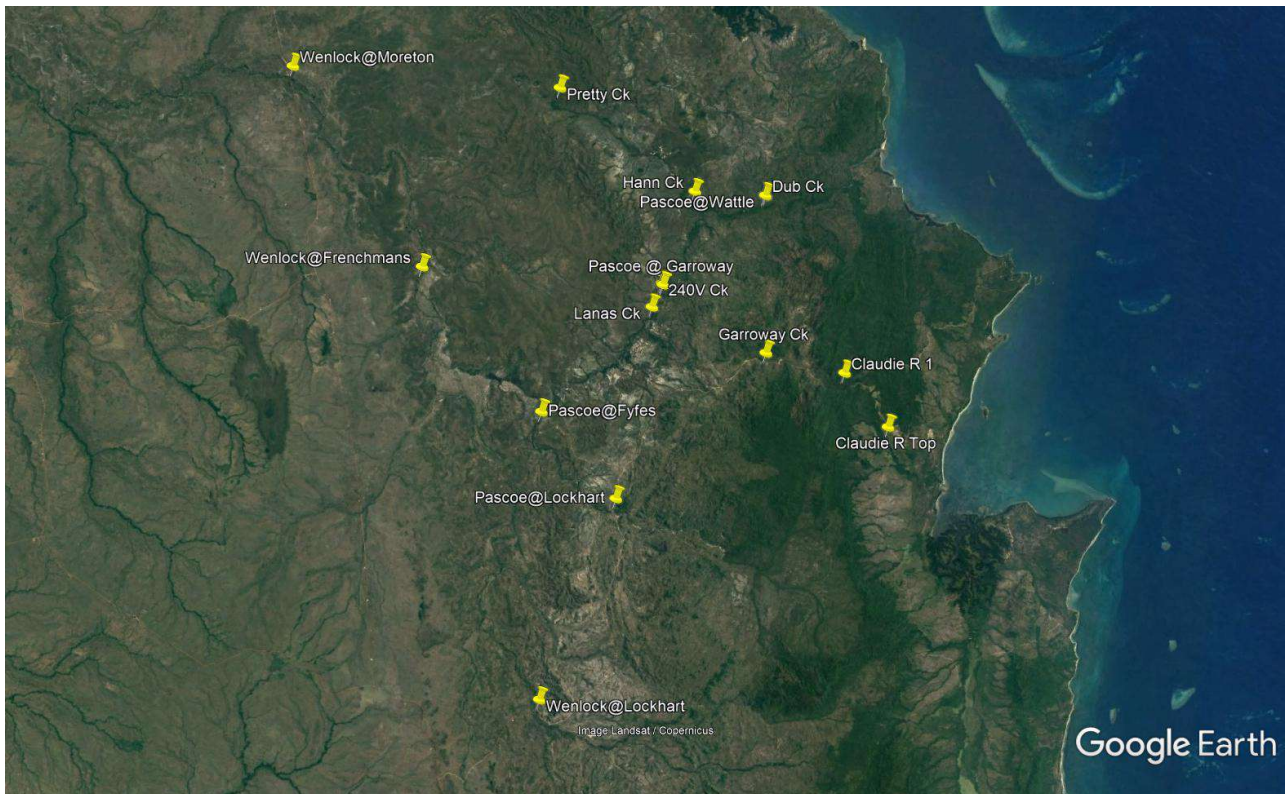 Wenlock@Moreton
Pretty Ck
Hann Ck
Dub Ck
Pascoe@Wattle
Wenlock@Frenchmans
Pascoe @ Garroway
240V Ck
Lanas Ck
Garroway Ck
Claudie R 1
Pascoe@Fyfes
Claudie R Top
Pascoe@Lockhart
Wenlock@Lockhart
Image Landsat / Copernicus
Google Earth